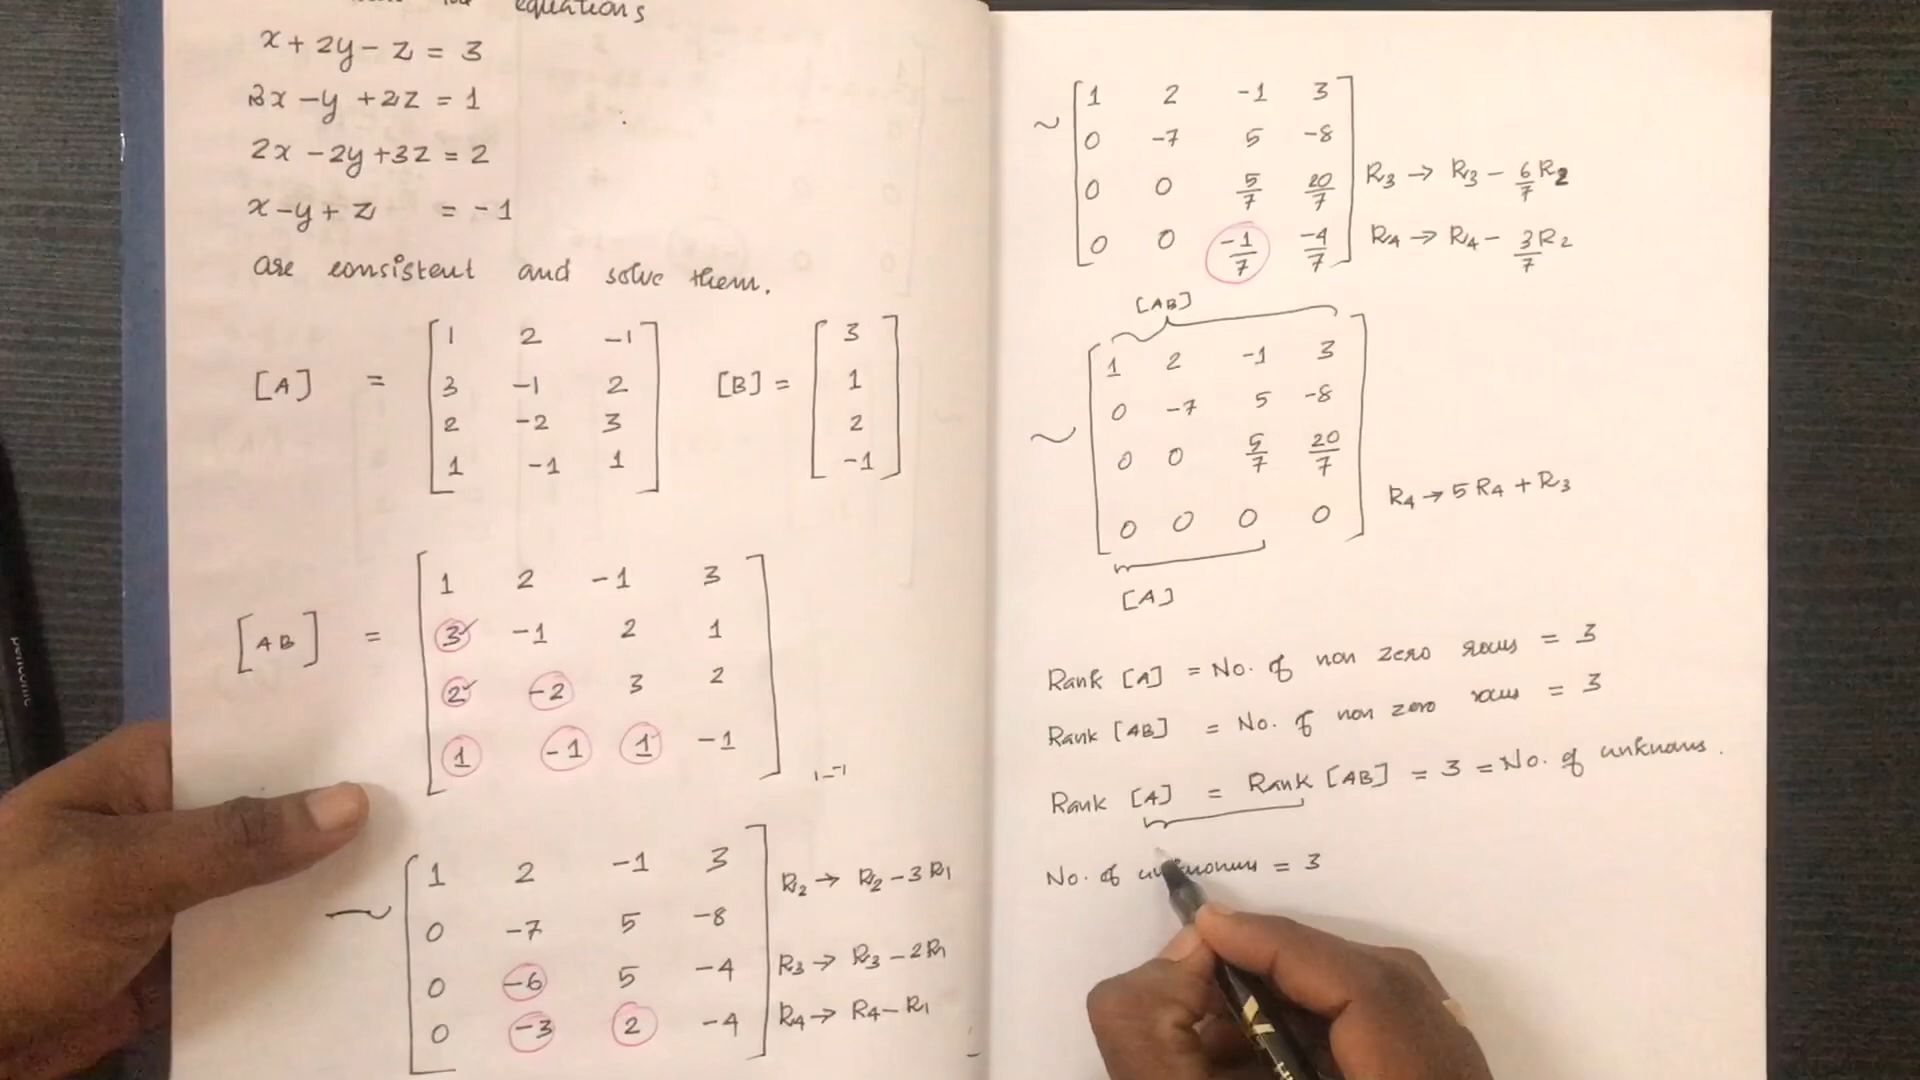 equations
x + 2y - z = 3
3x - y + 2z = 1
2x - 2y + 3z = 2
x - y + z = -1
are consistent and solve them.
[A] = [ 1 2 -1
3 -1 2
2 -2 3
1 -1 1 ]
[B] = [ 3
1
2
-1 ]
[AB] = [ 1 2 -1 3
3 -1 2 1
2 -2 3 2
1 -1 1 -1 ]
1-1
~ [ 1 2 -1 3
0 -7 5 -8 R2 → R2 - 3R1
0 -6 5 -4 R3 → R3 - 2R1
0 -3 2 -4 ] R4 → R4 - R1
~ [ 1 2 -1 3
0 -7 5 -8
0 0 5/7 20/7 R3 → R3 - 6/7 R2
0 0 -1/7 -4/7 ] R4 → R4 - 3/7 R2
[AB]
~ [ 1 2 -1 3
0 -7 5 -8
0 0 5/7 20/7
0 0 0 0 ] R4 → 5R4 + R3
[A]
Rank [A] = No. of non zero rows = 3
Rank [AB] = No. of non zero rows = 3
Rank [A] = Rank [AB] = 3 = No. of unknows.
No. of = 3